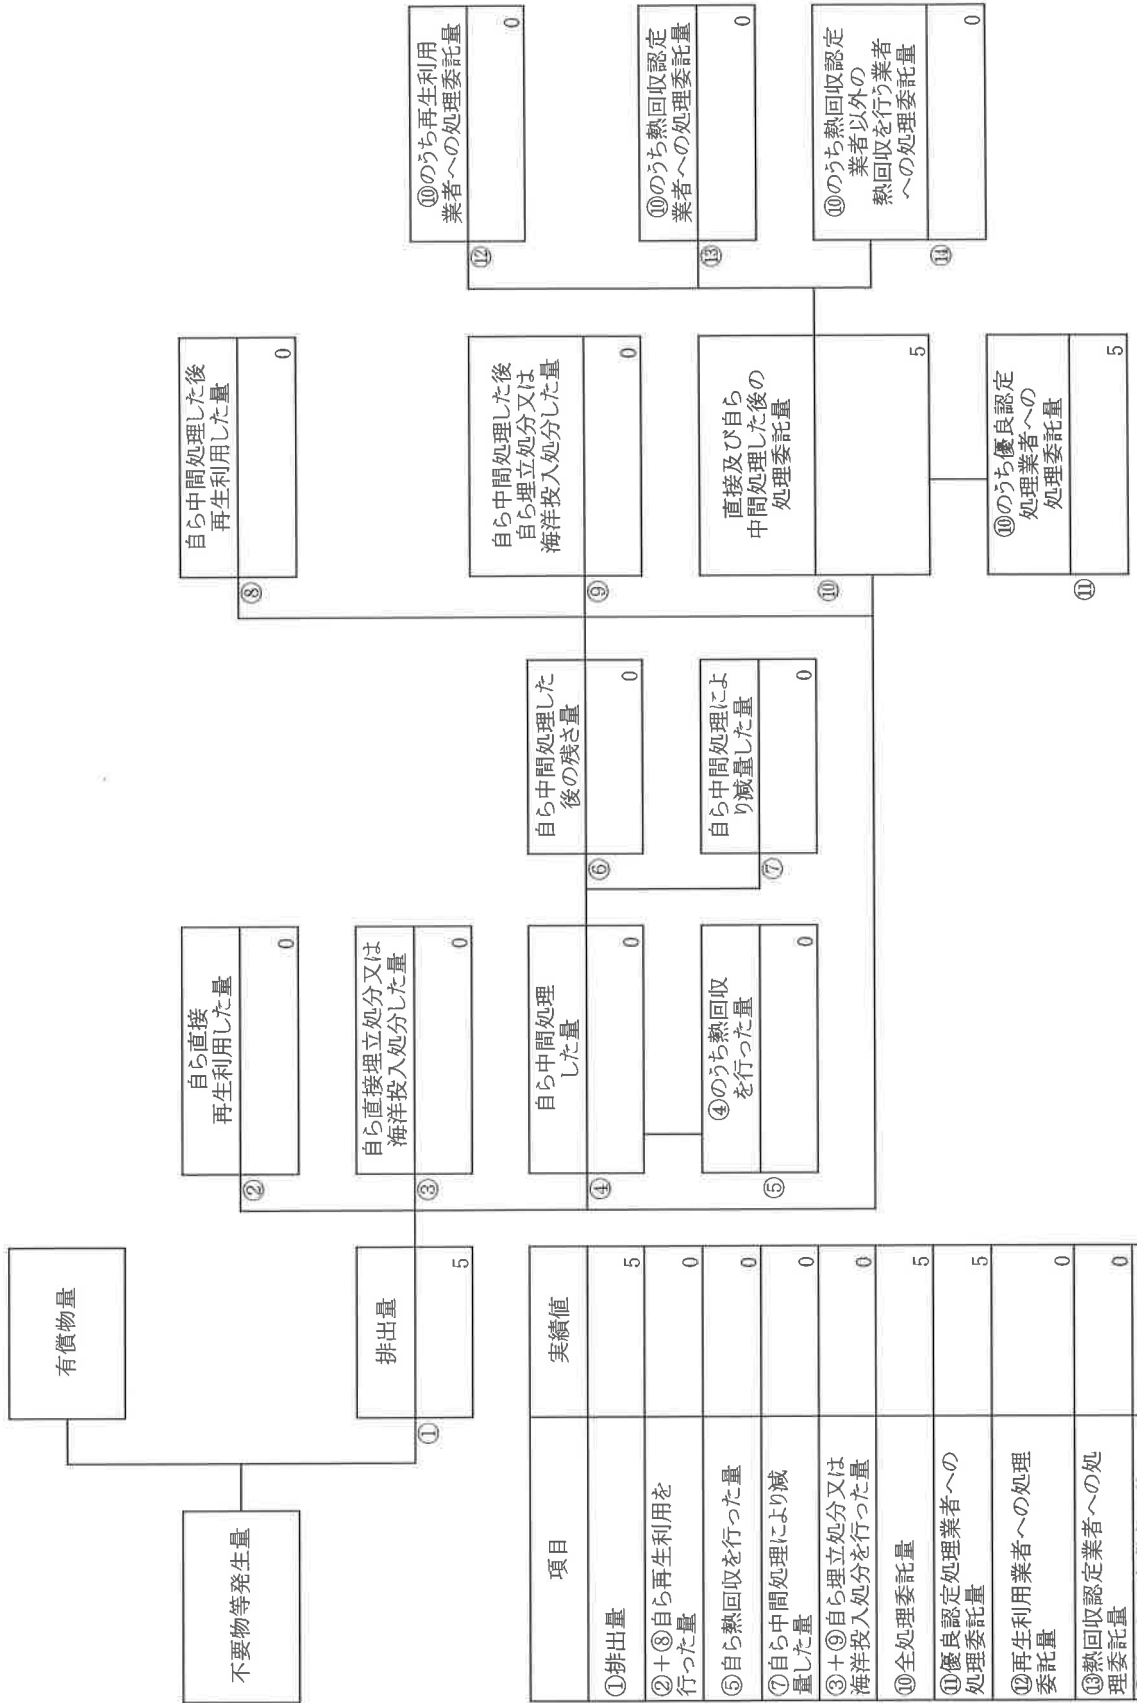 不要物等発生量
有償物量
①
排出量
5
②
自ら直接
再生利用した量
0
③
自ら直接埋立処分又は
海洋投入処分した量
0
④
自ら中間処理
した量
0
⑤
④のうち熱回収
を行った量
0
⑥
自ら中間処理した
後の残さ量
0
⑦
自ら中間処理によ
り減量した量
0
⑧
自ら中間処理した後
再生利用した量
0
⑨
自ら中間処理した後
自ら埋立処分又は
海洋投入処分した量
0
⑩
直接及び自ら
中間処理した後の
処理委託量
5
⑪
⑩のうち優良認定
処理業者への
処理委託量
5
⑫
⑩のうち再生利用
業者への処理委託量
0
⑬
⑩のうち熱回収認定
業者への処理委託量
0
⑭
⑩のうち熱回収認定
業者以外の
熱回収を行う業者
への処理委託量
0
項目 実績値
①排出量 5
②+⑧自ら再生利用を
行った量 0
⑤自ら熱回収を行った量 0
⑦自ら中間処理により減
量した量 0
③+⑨自ら埋立処分又は
海洋投入処分を行った量 0
⑩全処理委託量 5
⑪優良認定処理業者への
処理委託量 5
⑫再生利用業者への処理
委託量 0
⑬熱回収認定業者への処
理委託量 0